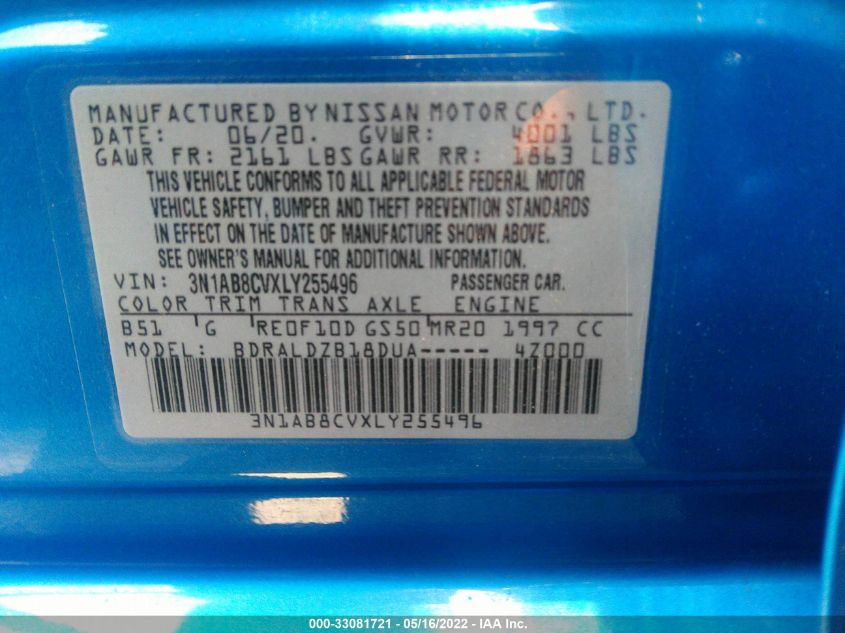 MANUFACTURED BY NISSAN MOTOR CO., LTD.
DATE: 06/20. GVWR: 4001 LBS
GAWR FR: 2161 LBS GAWR RR: 1863 LBS
THIS VEHICLE CONFORMS TO ALL APPLICABLE FEDERAL MOTOR
VEHICLE SAFETY, BUMPER AND THEFT PREVENTION STANDARDS
IN EFFECT ON THE DATE OF MANUFACTURE SHOWN ABOVE.
SEE OWNER'S MANUAL FOR ADDITIONAL INFORMATION.
VIN: 3N1AB8CVXLY255496 PASSENGER CAR.
COLOR TRIM TRANS AXLE ENGINE
B51 G RE0F10D GS50 MR20 1997 CC
MODEL: BDRALDZB18DUA----- 4Z000
3N1AB8CVXLY255496
000-33081721 - 05/16/2022 - IAA Inc.